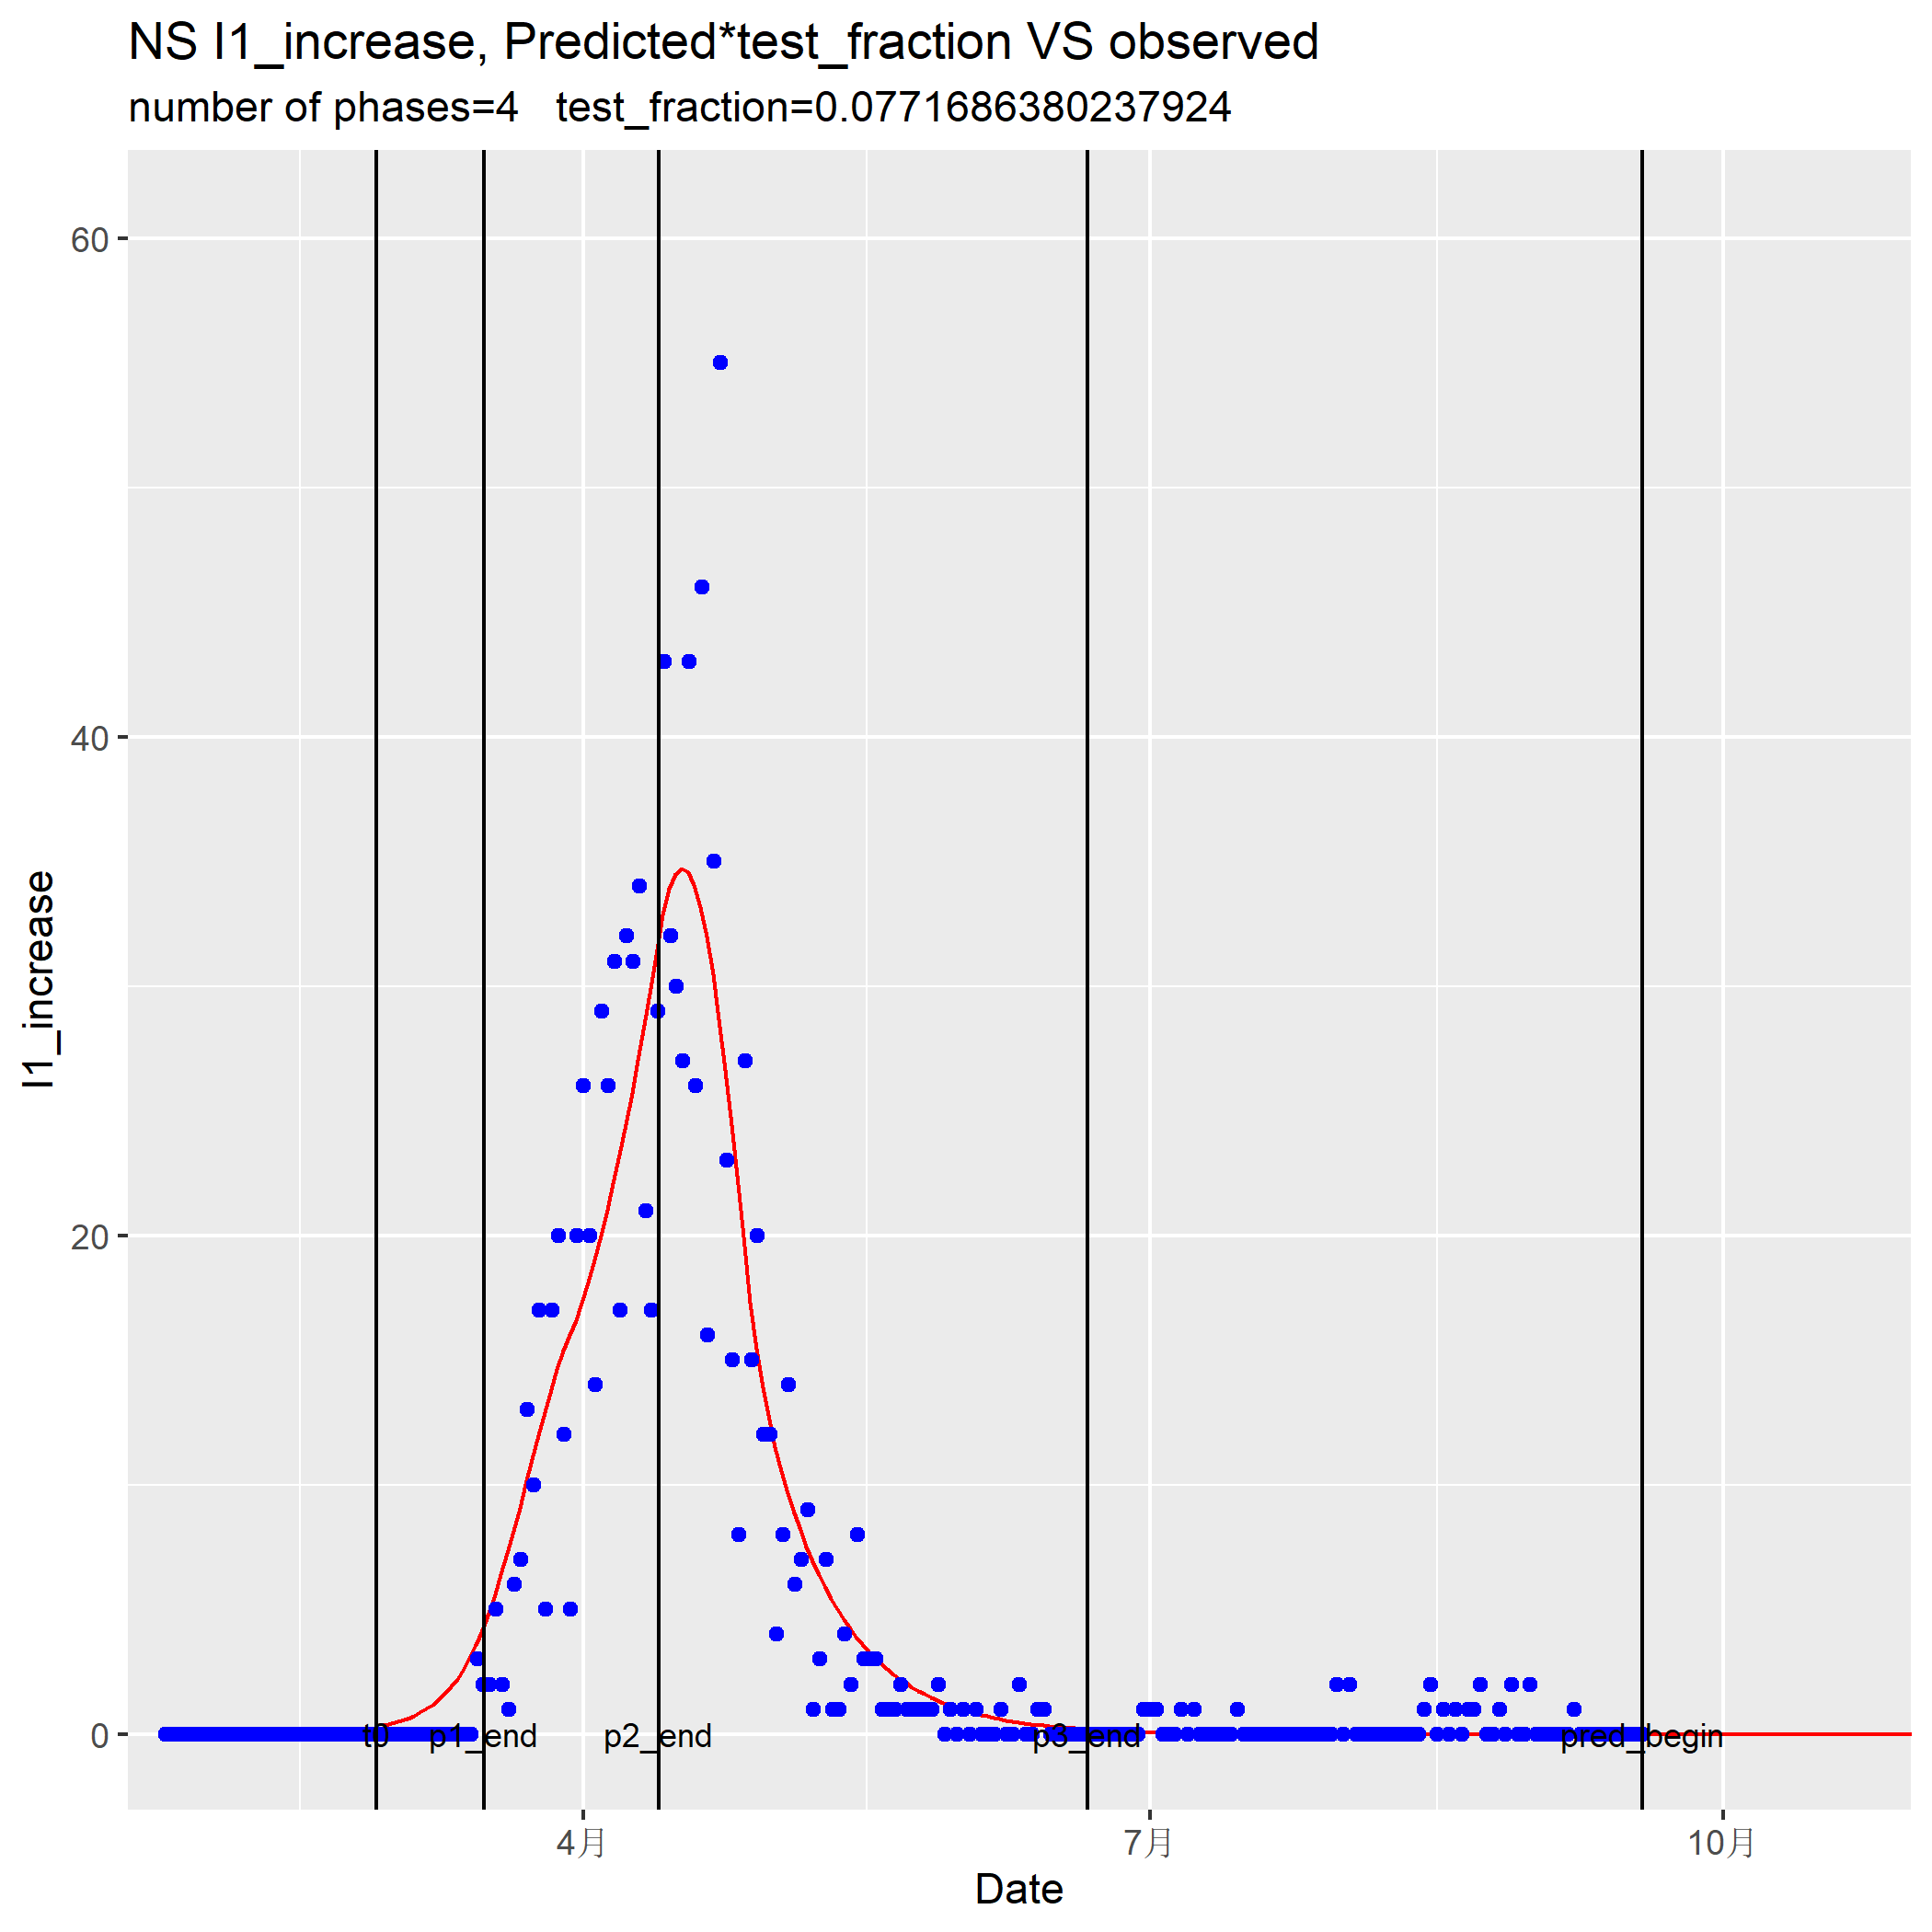 NS I1_increase, Predicted*test_fraction VS observed
number of phases=4   test_fraction=0.0771686380237924
60
40
20
0
I1_increase
t0
p1_end
p2_end
p3_end
pred_begin
4月
7月
10月
Date